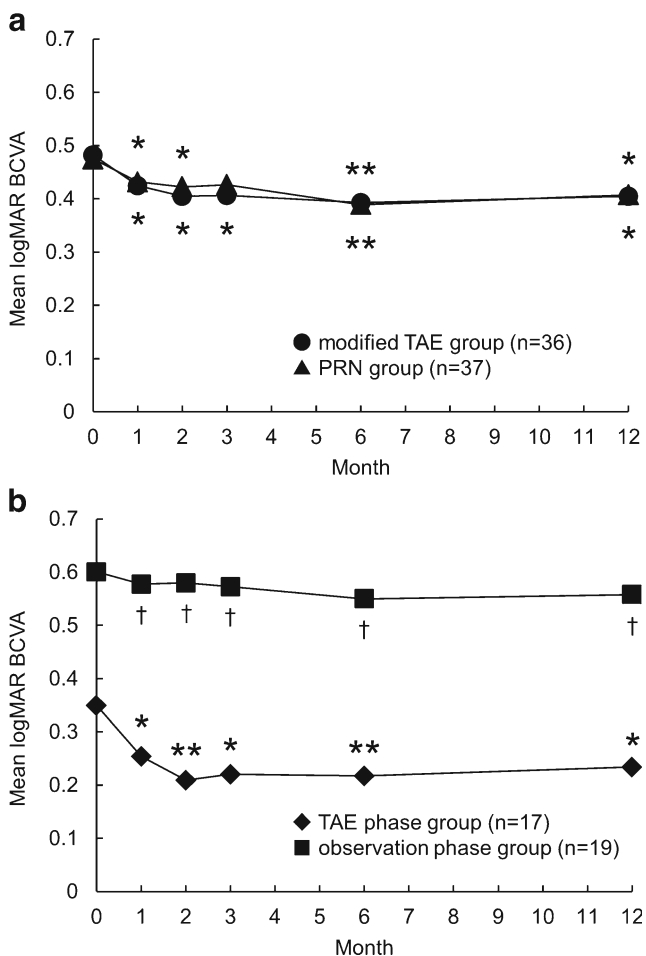 a
0.7
0.6
0.5
0.4
0.3
0.2
0.1
0
Mean logMAR BCVA
* * ** *
* * * ** *
modified TAE group (n=36)
PRN group (n=37)
0 1 2 3 4 5 6 7 8 9 10 11 12
Month
b
0.7
0.6
0.5
0.4
0.3
0.2
0.1
0
Mean logMAR BCVA
† † † † †
* ** * ** *
TAE phase group (n=17)
observation phase group (n=19)
0 1 2 3 4 5 6 7 8 9 10 11 12
Month